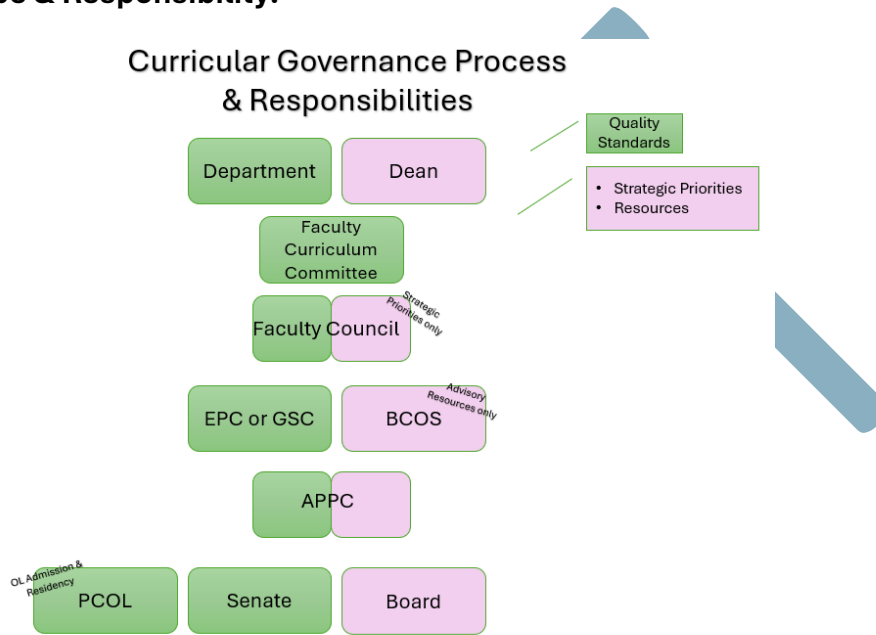 & Responsibility:
Curricular Governance Process
& Responsibilities
Quality
Standards
Department
Dean
• Strategic Priorities
• Resources
Faculty
Curriculum
Committee
Strategic
Priorities only
Faculty Council
Advisory
Resources only
EPC or GSC
BCOS
APPC
OL Admission &
Residency
PCOL
Senate
Board